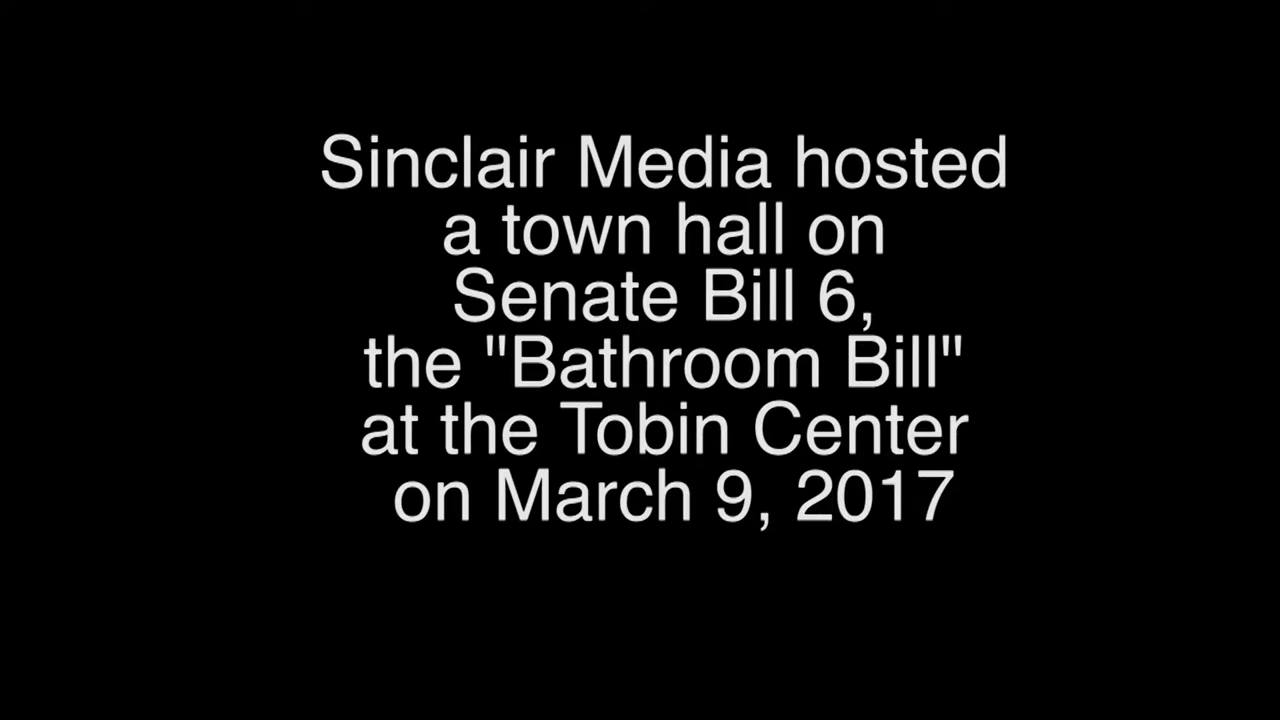 Sinclair Media hosted
a town hall on
Senate Bill 6,
the "Bathroom Bill"
at the Tobin Center
on March 9, 2017